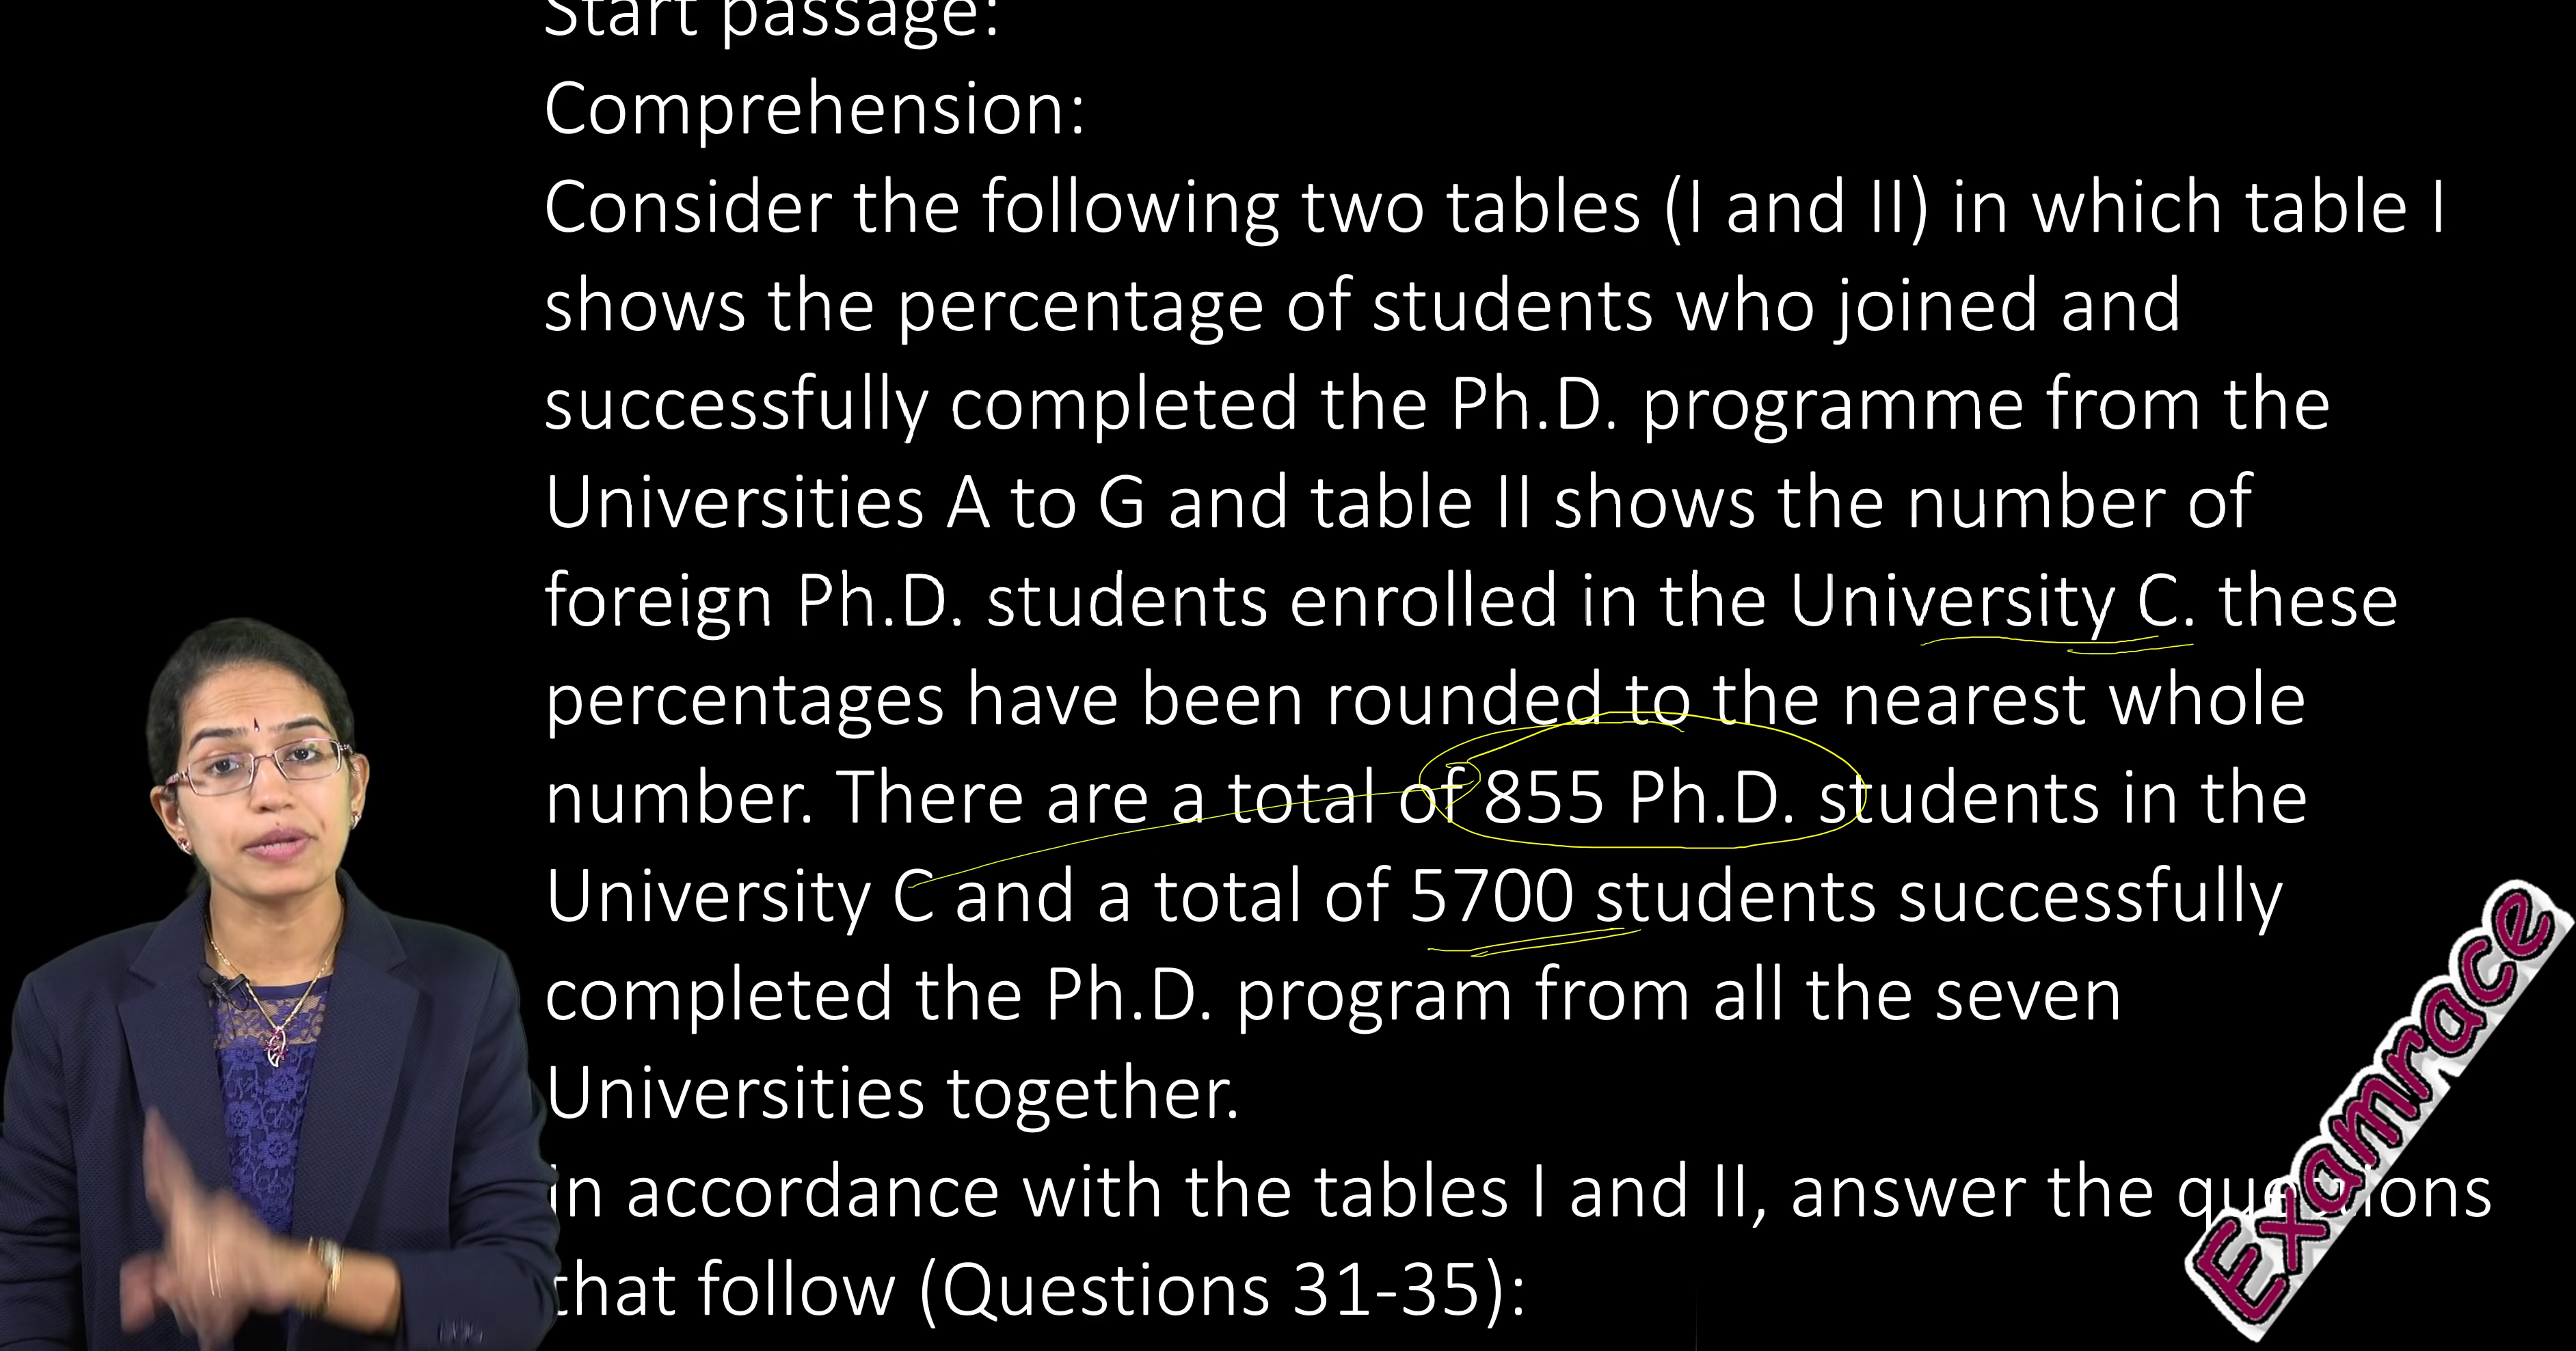 Start passage:
Comprehension:
Consider the following two tables (I and II) in which table I
shows the percentage of students who joined and
successfully completed the Ph.D. programme from the
Universities A to G and table II shows the number of
foreign Ph.D. students enrolled in the University C. these
percentages have been rounded to the nearest whole
number. There are a total of 855 Ph.D. students in the
University C and a total of 5700 students successfully
completed the Ph.D. program from all the seven
Universities together.
In accordance with the tables I and II, answer the questions
that follow (Questions 31-35):
Examrace